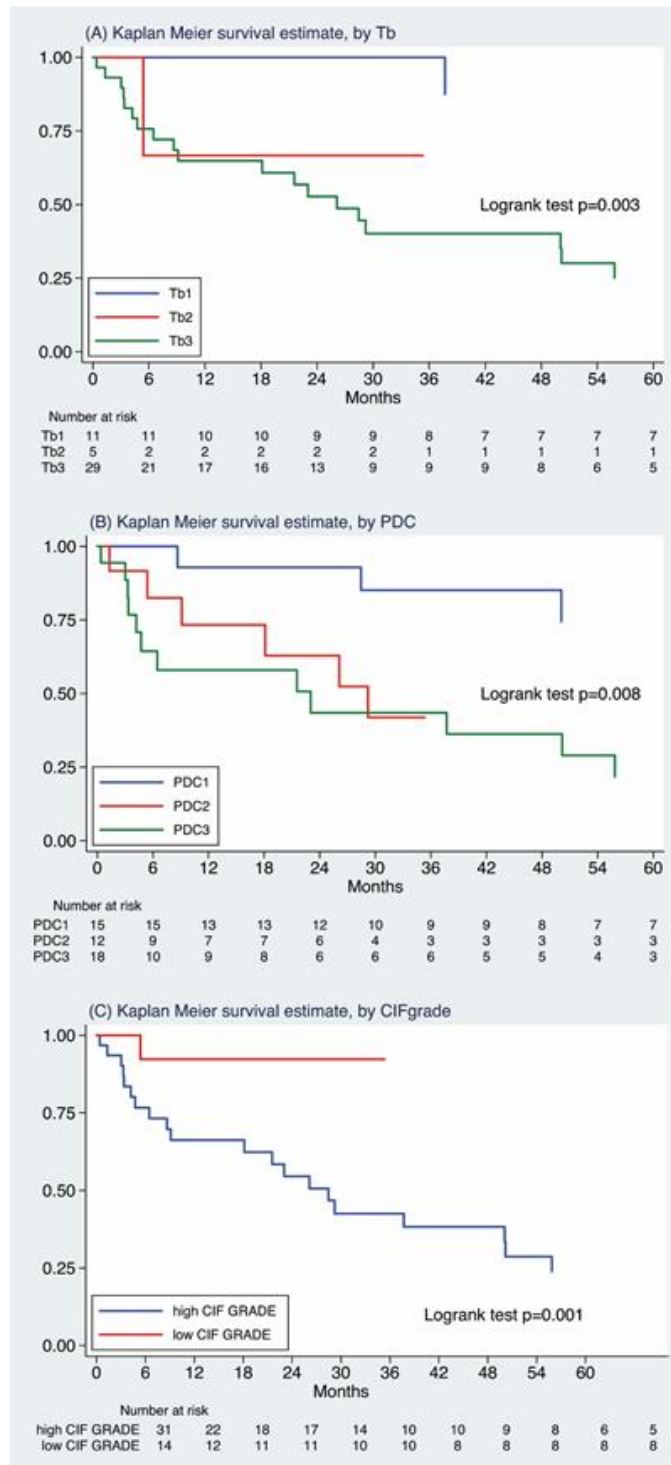 (A) Kaplan Meier survival estimate, by Tb
1.00
0.75
0.50
0.25
0.00
Logrank test p=0.003
Tb1
Tb2
Tb3
0 6 12 18 24 30 36 42 48 54 60
Months
Number at risk
Tb1 11 11 10 10 9 9 8 7 7 7 7
Tb2 5 2 2 2 2 2 1 1 1 1 1
Tb3 29 21 17 16 13 9 9 9 8 6 5
(B) Kaplan Meier survival estimate, by PDC
1.00
0.75
0.50
0.25
0.00
Logrank test p=0.008
PDC1
PDC2
PDC3
0 6 12 18 24 30 36 42 48 54 60
Months
Number at risk
PDC1 15 15 13 13 12 10 9 9 8 7 7
PDC2 12 9 7 7 6 4 3 3 3 3 3
PDC3 18 10 9 8 6 6 6 5 5 4 3
(C) Kaplan Meier survival estimate, by CIFgrade
1.00
0.75
0.50
0.25
0.00
high CIF GRADE
low CIF GRADE
Logrank test p=0.001
0 6 12 18 24 30 36 42 48 54 60
Months
Number at risk
high CIF GRADE 31 22 18 17 14 10 10 9 8 6 5
low CIF GRADE 14 12 11 11 10 10 8 8 8 8 8